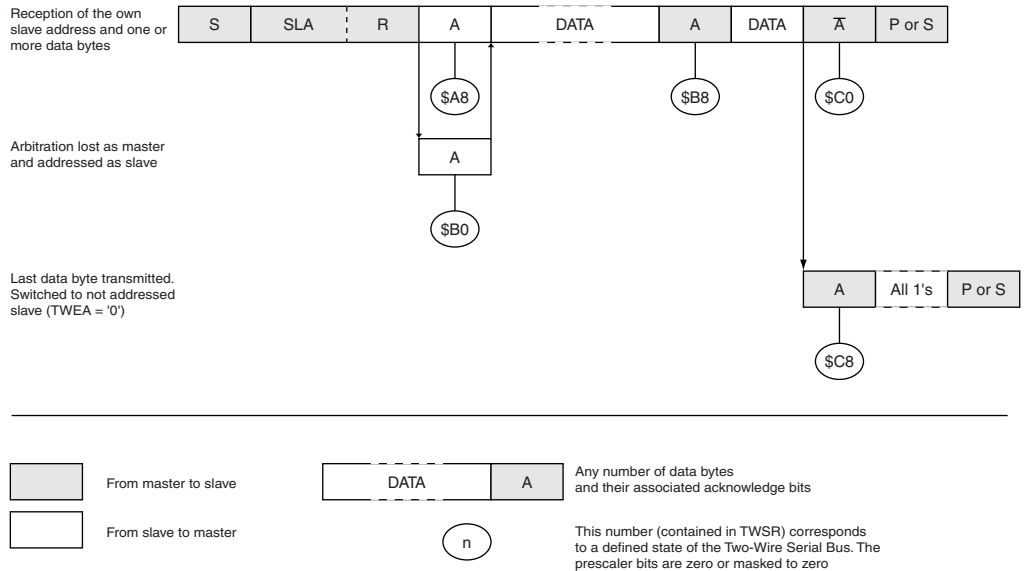 Reception of the own
slave address and one or
more data bytes
S SLA R A DATA A DATA A̅ P or S
$A8 $B8 $C0
Arbitration lost as master
and addressed as slave
A
$B0
Last data byte transmitted.
Switched to not addressed
slave (TWEA = '0')
A All 1's P or S
$C8
From master to slave
DATA A
Any number of data bytes
and their associated acknowledge bits
From slave to master
n
This number (contained in TWSR) corresponds
to a defined state of the Two-Wire Serial Bus. The
prescaler bits are zero or masked to zero